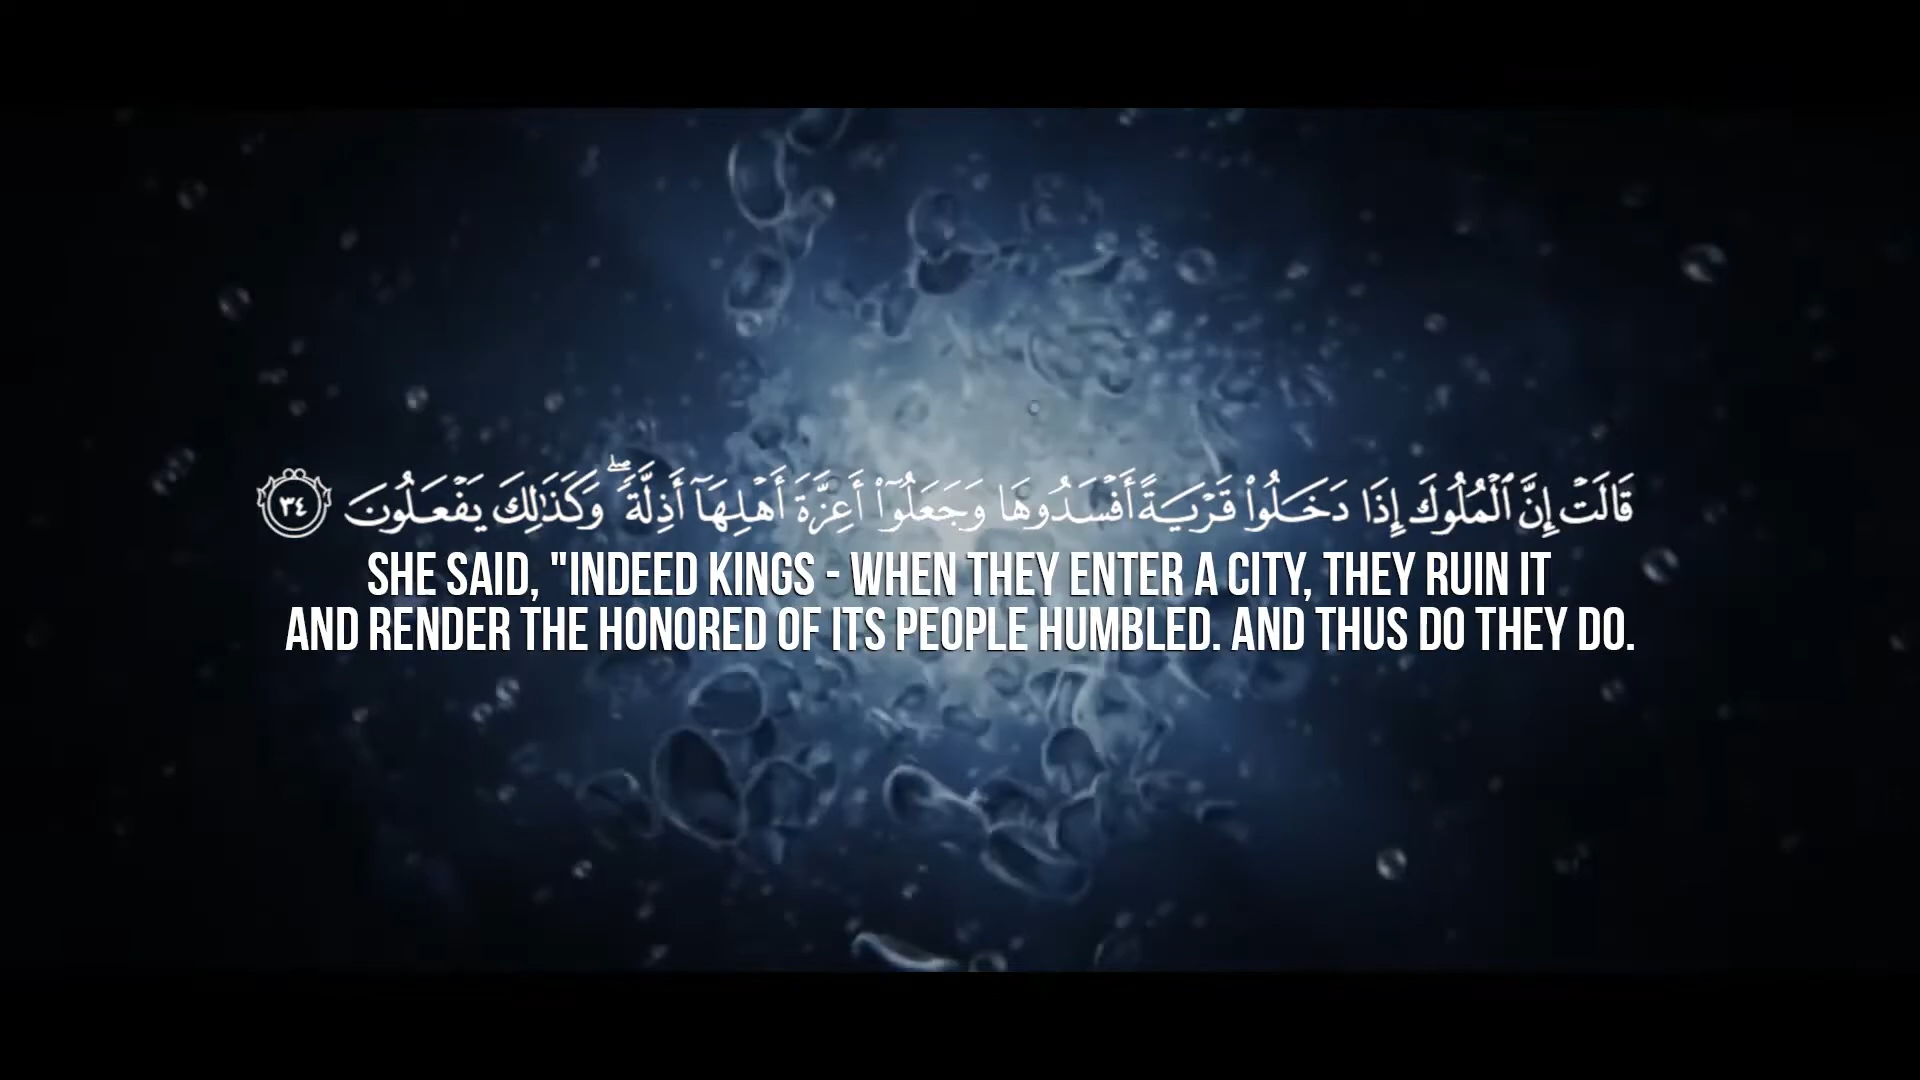 قَالَتْ إِنَّ ٱلْمُلُوكَ إِذَا دَخَلُوا۟ قَرْيَةً أَفْسَدُوهَا وَجَعَلُوٓا۟ أَعِزَّةَ أَهْلِهَآ أَذِلَّةً ۖ وَكَذَٰلِكَ يَفْعَلُونَ ٣٤
SHE SAID, "INDEED KINGS - WHEN THEY ENTER A CITY, THEY RUIN IT
AND RENDER THE HONORED OF ITS PEOPLE HUMBLED. AND THUS DO THEY DO.